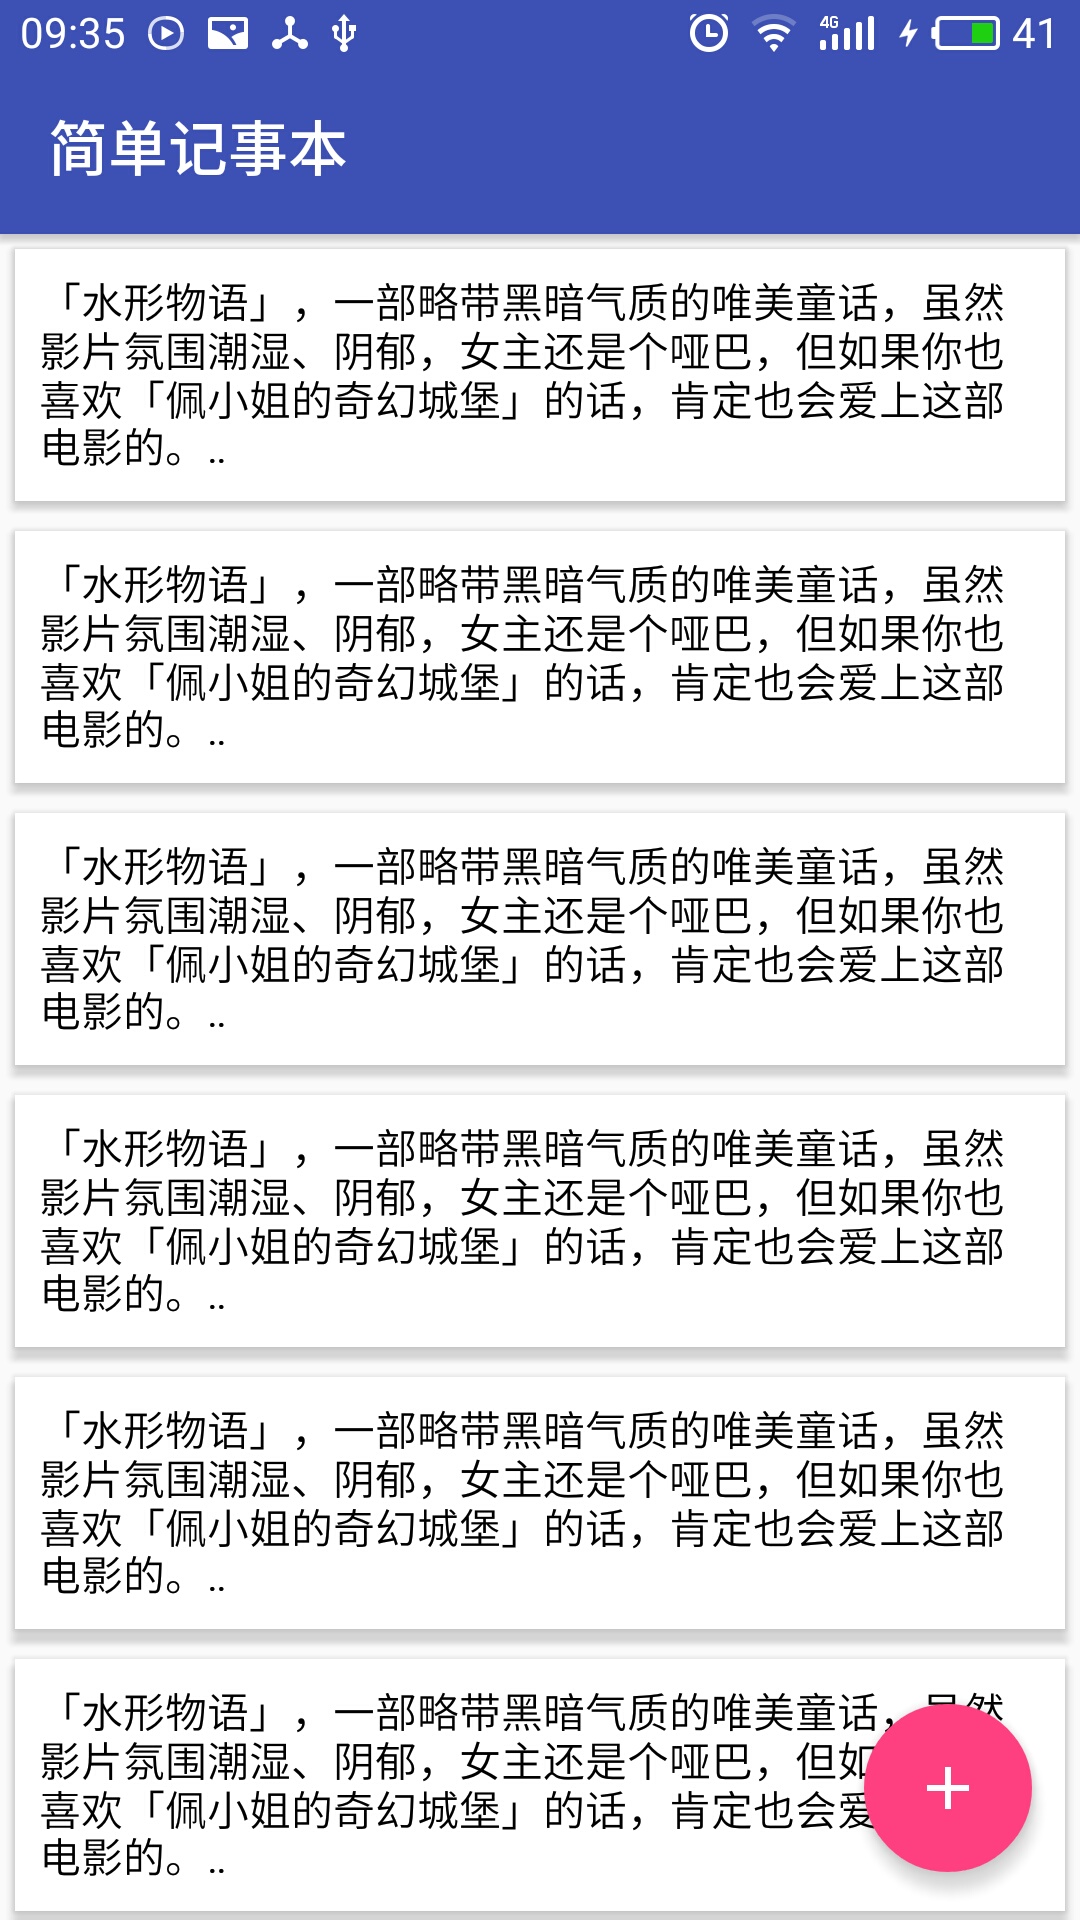 09:35 4G 41
简单记事本
「水形物语」，一部略带黑暗气质的唯美童话，虽然
影片氛围潮湿、阴郁，女主还是个哑巴，但如果你也
喜欢「佩小姐的奇幻城堡」的话，肯定也会爱上这部
电影的。..
「水形物语」，一部略带黑暗气质的唯美童话，虽然
影片氛围潮湿、阴郁，女主还是个哑巴，但如果你也
喜欢「佩小姐的奇幻城堡」的话，肯定也会爱上这部
电影的。..
「水形物语」，一部略带黑暗气质的唯美童话，虽然
影片氛围潮湿、阴郁，女主还是个哑巴，但如果你也
喜欢「佩小姐的奇幻城堡」的话，肯定也会爱上这部
电影的。..
「水形物语」，一部略带黑暗气质的唯美童话，虽然
影片氛围潮湿、阴郁，女主还是个哑巴，但如果你也
喜欢「佩小姐的奇幻城堡」的话，肯定也会爱上这部
电影的。..
「水形物语」，一部略带黑暗气质的唯美童话，虽然
影片氛围潮湿、阴郁，女主还是个哑巴，但如果你也
喜欢「佩小姐的奇幻城堡」的话，肯定也会爱上这部
电影的。..
「水形物语」，一部略带黑暗气质的唯美童话，虽然
影片氛围潮湿、阴郁，女主还是个哑巴，但如
喜欢「佩小姐的奇幻城堡」的话，肯定也会爱
电影的。..